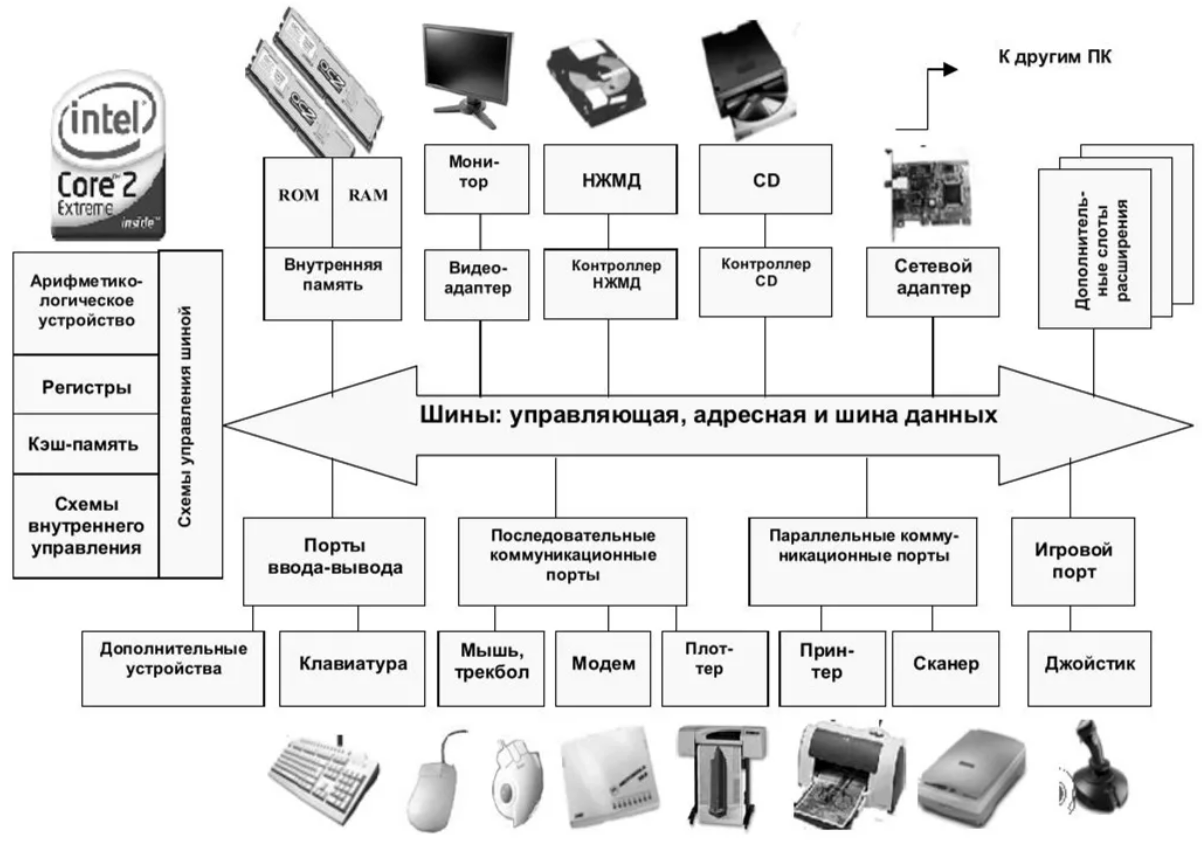 К другим ПК
intel
Core 2
Extreme
inside
ROM
RAM
Мони-
тор
НЖМД
CD
Внутренняя
память
Видео-
адаптер
Контроллер
НЖМД
Контроллер
CD
Сетевой
адаптер
Дополнитель-
ные слоты
расширения
Арифметико-
логическое
устройство
Регистры
Кэш-память
Схемы
внутреннего
управления
Схемы управления шиной
Шины: управляющая, адресная и шина данных
Порты
ввода-вывода
Последовательные
коммуникационные
порты
Параллельные комму-
никационные порты
Игровой
порт
Дополнительные
устройства
Клавиатура
Мышь,
трекбол
Модем
Плот-
тер
Прин-
тер
Сканер
Джойстик